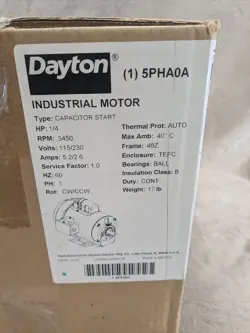 Dayton®
(1) 5PHA0A
INDUSTRIAL MOTOR
Type: CAPACITOR START
HP: 1/4
RPM: 3450
Volts: 115/230
Amps: 5.2/2.6
Service Factor: 1.0
HZ: 60
PH: 1
Rot: CW/CCW
Thermal Prot: AUTO
Max Amb: 40°C
Frame: 48Z
Enclosure: TEFC
Bearings: BALL
Insulation Class: B
Duty: CONT
Weight: 17 lb